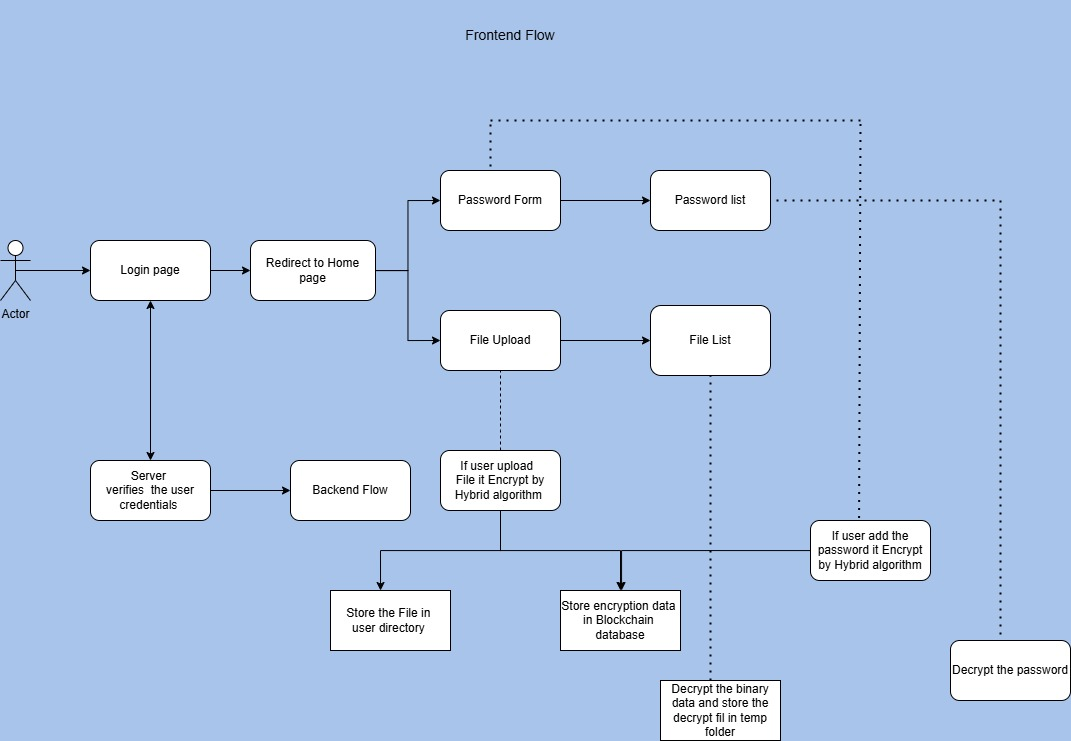 Frontend Flow
Password Form
Password list
Login page
Redirect to Home
page
Actor
File Upload
File List
Server
verifies the user
credentials
Backend Flow
If user upload
File it Encrypt by
Hybrid algorithm
If user add the
password it Encrypt
by Hybrid algorithm
Store the File in
user directory
Store encryption data
in Blockchain
database
Decrypt the password
Decrypt the binary
data and store the
decrypt fil in temp
folder